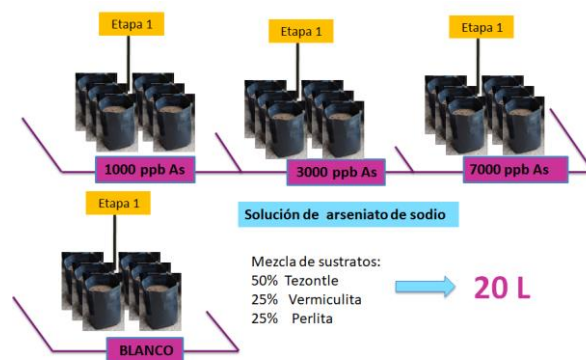 Etapa 1
Etapa 1
Etapa 1
1000 ppb As
3000 ppb As
7000 ppb As
Etapa 1
Solución de arseniato de sodio
Mezcla de sustratos:
50% Tezontle
25% Vermiculita
25% Perlita
20 L
BLANCO